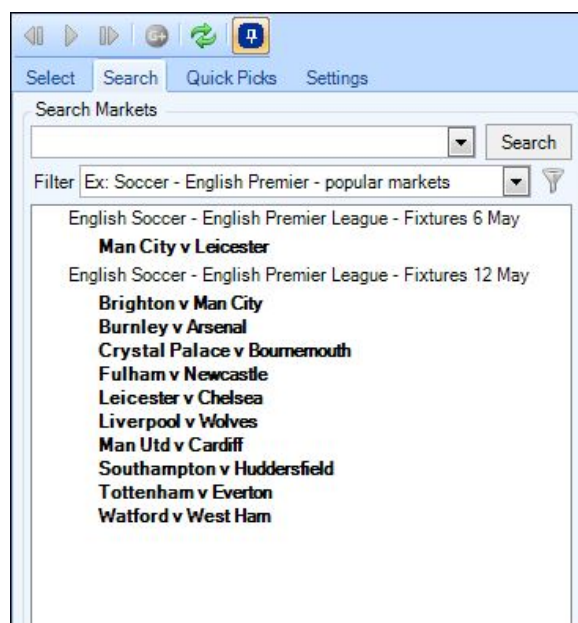 Select Search Quick Picks Settings
Search Markets
Search
Filter Ex: Soccer - English Premier - popular markets
English Soccer - English Premier League - Fixtures 6 May
Man City v Leicester
English Soccer - English Premier League - Fixtures 12 May
Brighton v Man City
Burnley v Arsenal
Crystal Palace v Bournemouth
Fulham v Newcastle
Leicester v Chelsea
Liverpool v Wolves
Man Utd v Cardiff
Southampton v Huddersfield
Tottenham v Everton
Watford v West Ham